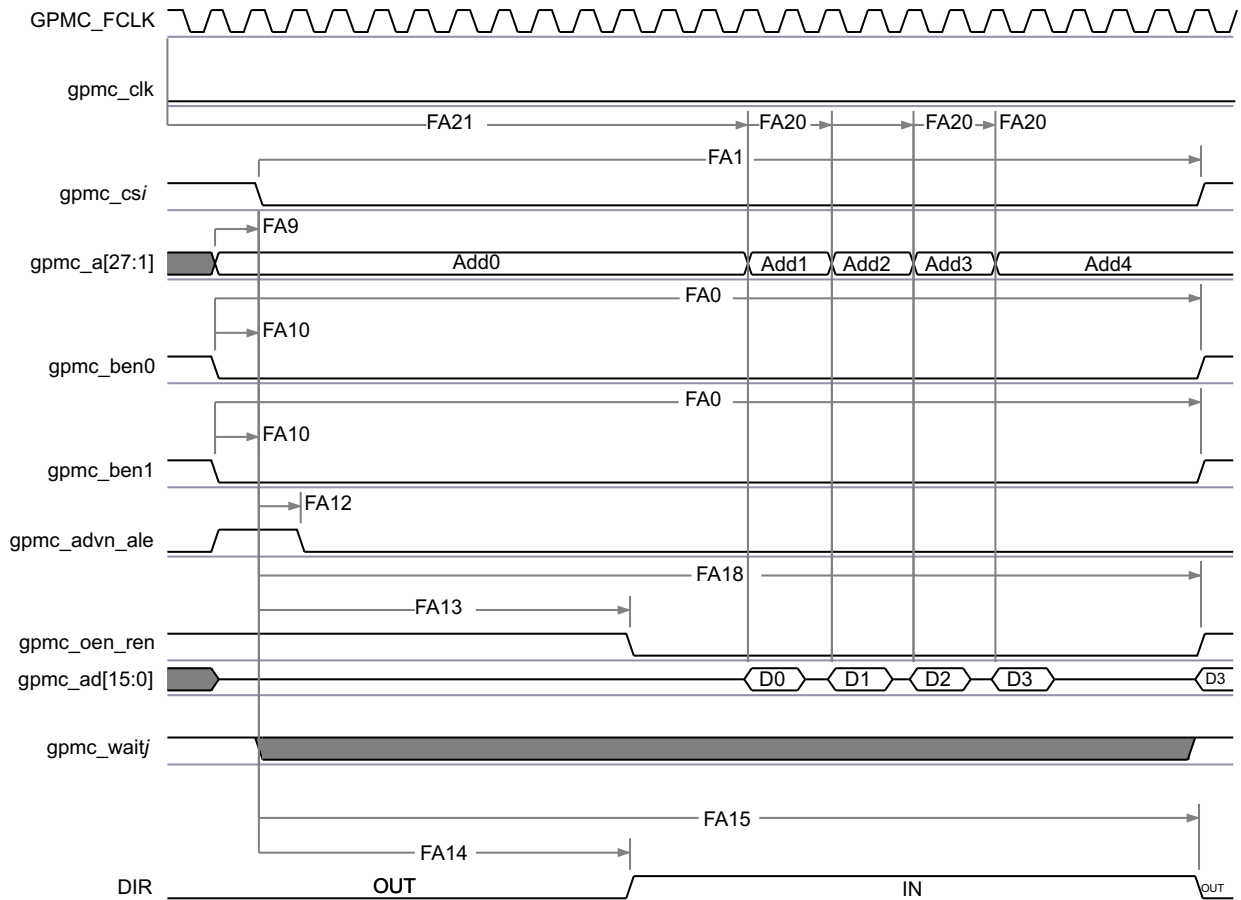 GPMC_FCLK
gpmc_clk
FA21 FA20 FA20 FA20
FA1
gpmc_csi
FA9
gpmc_a[27:1] Add0 Add1 Add2 Add3 Add4
FA0
FA10
gpmc_ben0
FA0
FA10
gpmc_ben1
FA12
gpmc_advn_ale
FA18
FA13
gpmc_oen_ren
gpmc_ad[15:0] D0 D1 D2 D3 D3
gpmc_waitj
FA15
FA14
DIR OUT IN OUT